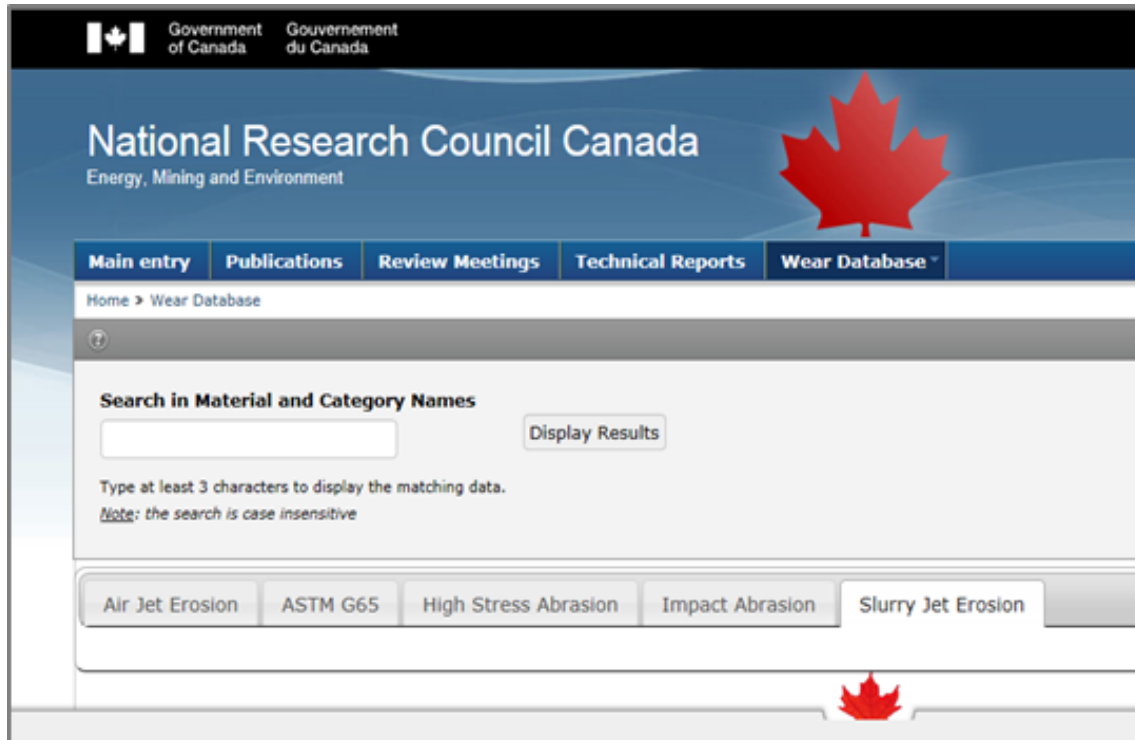 Government of Canada
Gouvernement du Canada
National Research Council Canada
Energy, Mining and Environment
Main entry Publications Review Meetings Technical Reports Wear Database
Home > Wear Database
?
Search in Material and Category Names
Display Results
Type at least 3 characters to display the matching data.
Note: the search is case insensitive
Air Jet Erosion ASTM G65 High Stress Abrasion Impact Abrasion Slurry Jet Erosion